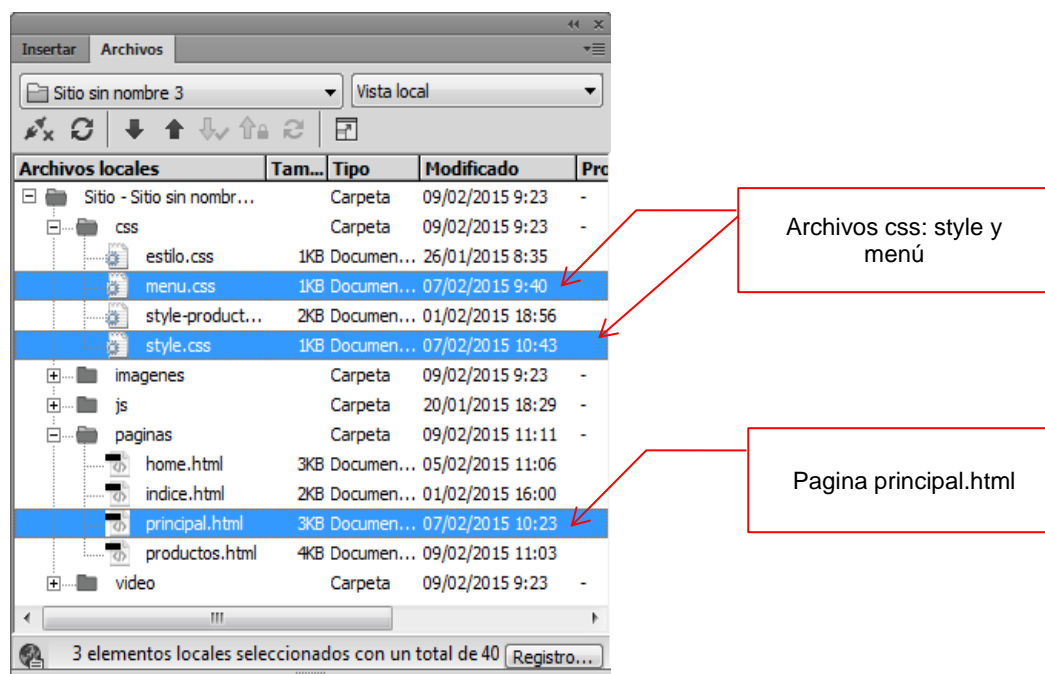 Insertar Archivos
Sitio sin nombre 3 Vista local
Archivos locales Tam... Tipo Modificado Pro
Sitio - Sitio sin nombr... Carpeta 09/02/2015 9:23 -
css Carpeta 09/02/2015 9:23 -
estilo.css 1KB Documen... 26/01/2015 8:35
menu.css 1KB Documen... 07/02/2015 9:40
style-product... 2KB Documen... 01/02/2015 18:56
style.css 1KB Documen... 07/02/2015 10:43
imagenes Carpeta 09/02/2015 9:23 -
js Carpeta 20/01/2015 18:29 -
paginas Carpeta 09/02/2015 11:11 -
home.html 3KB Documen... 05/02/2015 11:06
indice.html 2KB Documen... 01/02/2015 16:00
principal.html 3KB Documen... 07/02/2015 10:23
productos.html 4KB Documen... 09/02/2015 11:03
video Carpeta 09/02/2015 9:23 -
3 elementos locales seleccionados con un total de 40 Registro...
Archivos css: style y
menú
Pagina principal.html